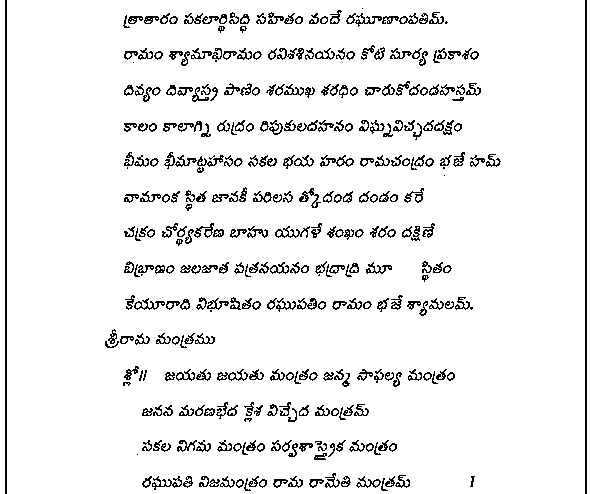 త్రాతారం సకలార్థిసిద్ధి సహితం వందే రఘూణాంపతిమ్.
రామం శ్యామాభిరామం రవిశశినయనం కోటి సూర్య ప్రకాశం
దివ్యం దివ్యాస్త్ర పాణిం శరముఖ శరధిం చారుకోదండహస్తమ్
కాలం కాలాగ్ని రుద్రం రిపుకులదహనం విఘ్నవిచ్ఛదదక్షం
భీమం భీమాట్టహాసం సకల భయ హరం రామచంద్రం భజే హమ్
వామాంక స్థిత జానకీ పరిలస త్కోదండ దండం కరే
చక్రం చోర్థ్వకరేణ బాహు యుగళే శంఖం శరం దక్షిణే
బిభ్రాణం జలజాత పత్రనయనం భద్రాద్రి మూ స్థితం
కేయూరాది విభూషితం రఘుపతిం రామం భజే శ్యామలమ్.
శ్రీరామ మంత్రము
శ్లో॥ జయతు జయతు మంత్రం జన్మ సాఫల్య మంత్రం
జనన మరణభేద క్లేశ విచ్చేద మంత్రమ్
సకల నిగమ మంత్రం సర్వశాస్త్రైక మంత్రం
రఘుపతి నిజమంత్రం రామ రామేతి మంత్రమ్ 1